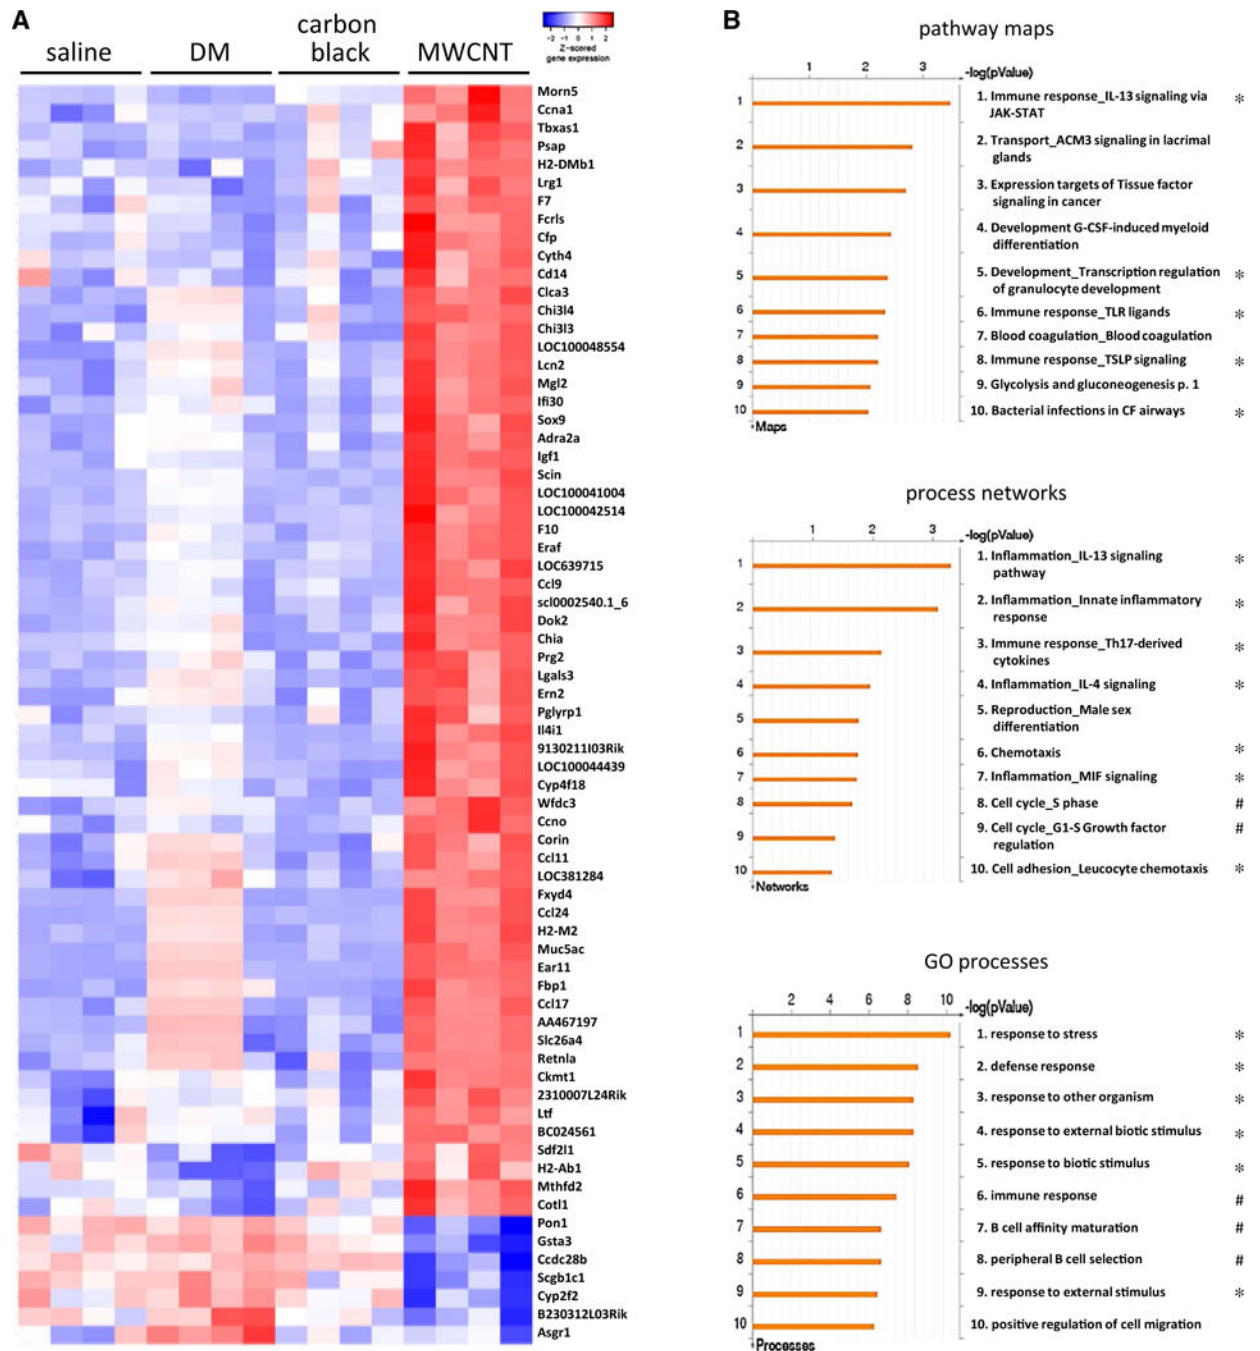 A
saline
DM
carbon
black
MWCNT
-2 -1 0 1 2
Z-scored
gene expression
Morn5
Ccna1
Tbxas1
Psap
H2-DMb1
Lrg1
F7
Fcrls
Cfp
Cyth4
Cd14
Clca3
Chi3l4
Chi3l3
LOC100048554
Lcn2
Mgl2
Ifi30
Sox9
Adra2a
Igf1
Scin
LOC100041004
LOC100042514
F10
Eraf
LOC639715
Ccl9
scl0002540.1_6
Dok2
Chia
Prg2
Lgals3
Ern2
Pglyrp1
Il4i1
9130211I03Rik
LOC100044439
Cyp4f18
Wfdc3
Ccno
Corin
Ccl11
LOC381284
Fxyd4
Ccl24
H2-M2
Muc5ac
Ear11
Fbp1
Ccl17
AA467197
Slc26a4
Retnla
Ckmt1
2310007L24Rik
Ltf
BC024561
Sdf2l1
H2-Ab1
Mthfd2
Cotl1
Pon1
Gsta3
Ccdc28b
Scgb1c1
Cyp2f2
B230312L03Rik
Asgr1
B
pathway maps
1 2 3 -log(pValue)
1 1. Immune response_IL-13 signaling via *
JAK-STAT
2 2. Transport_ACM3 signaling in lacrimal
glands
3 3. Expression targets of Tissue factor
signaling in cancer
4 4. Development G-CSF-induced myeloid
differentiation
5 5. Development_Transcription regulation *
of granulocyte development
6 6. Immune response_TLR ligands *
7 7. Blood coagulation_Blood coagulation
8 8. Immune response_TSLP signaling *
9 9. Glycolysis and gluconeogenesis p. 1
10 10. Bacterial infections in CF airways *
Maps
process networks
1 2 3 -log(pValue)
1 1. Inflammation_IL-13 signaling *
pathway
2 2. Inflammation_Innate inflammatory *
response
3 3. Immune response_Th17-derived *
cytokines
4 4. Inflammation_IL-4 signaling *
5 5. Reproduction_Male sex
differentiation
6 6. Chemotaxis *
7 7. Inflammation_MIF signaling *
8 8. Cell cycle_S phase #
9 9. Cell cycle_G1-S Growth factor #
regulation
10 10. Cell adhesion_Leucocyte chemotaxis *
Networks
GO processes
2 4 6 8 10 -log(pValue)
1 1. response to stress *
2 2. defense response *
3 3. response to other organism *
4 4. response to external biotic stimulus *
5 5. response to biotic stimulus *
6 6. immune response #
7 7. B cell affinity maturation #
8 8. peripheral B cell selection #
9 9. response to external stimulus *
10 10. positive regulation of cell migration
Processes